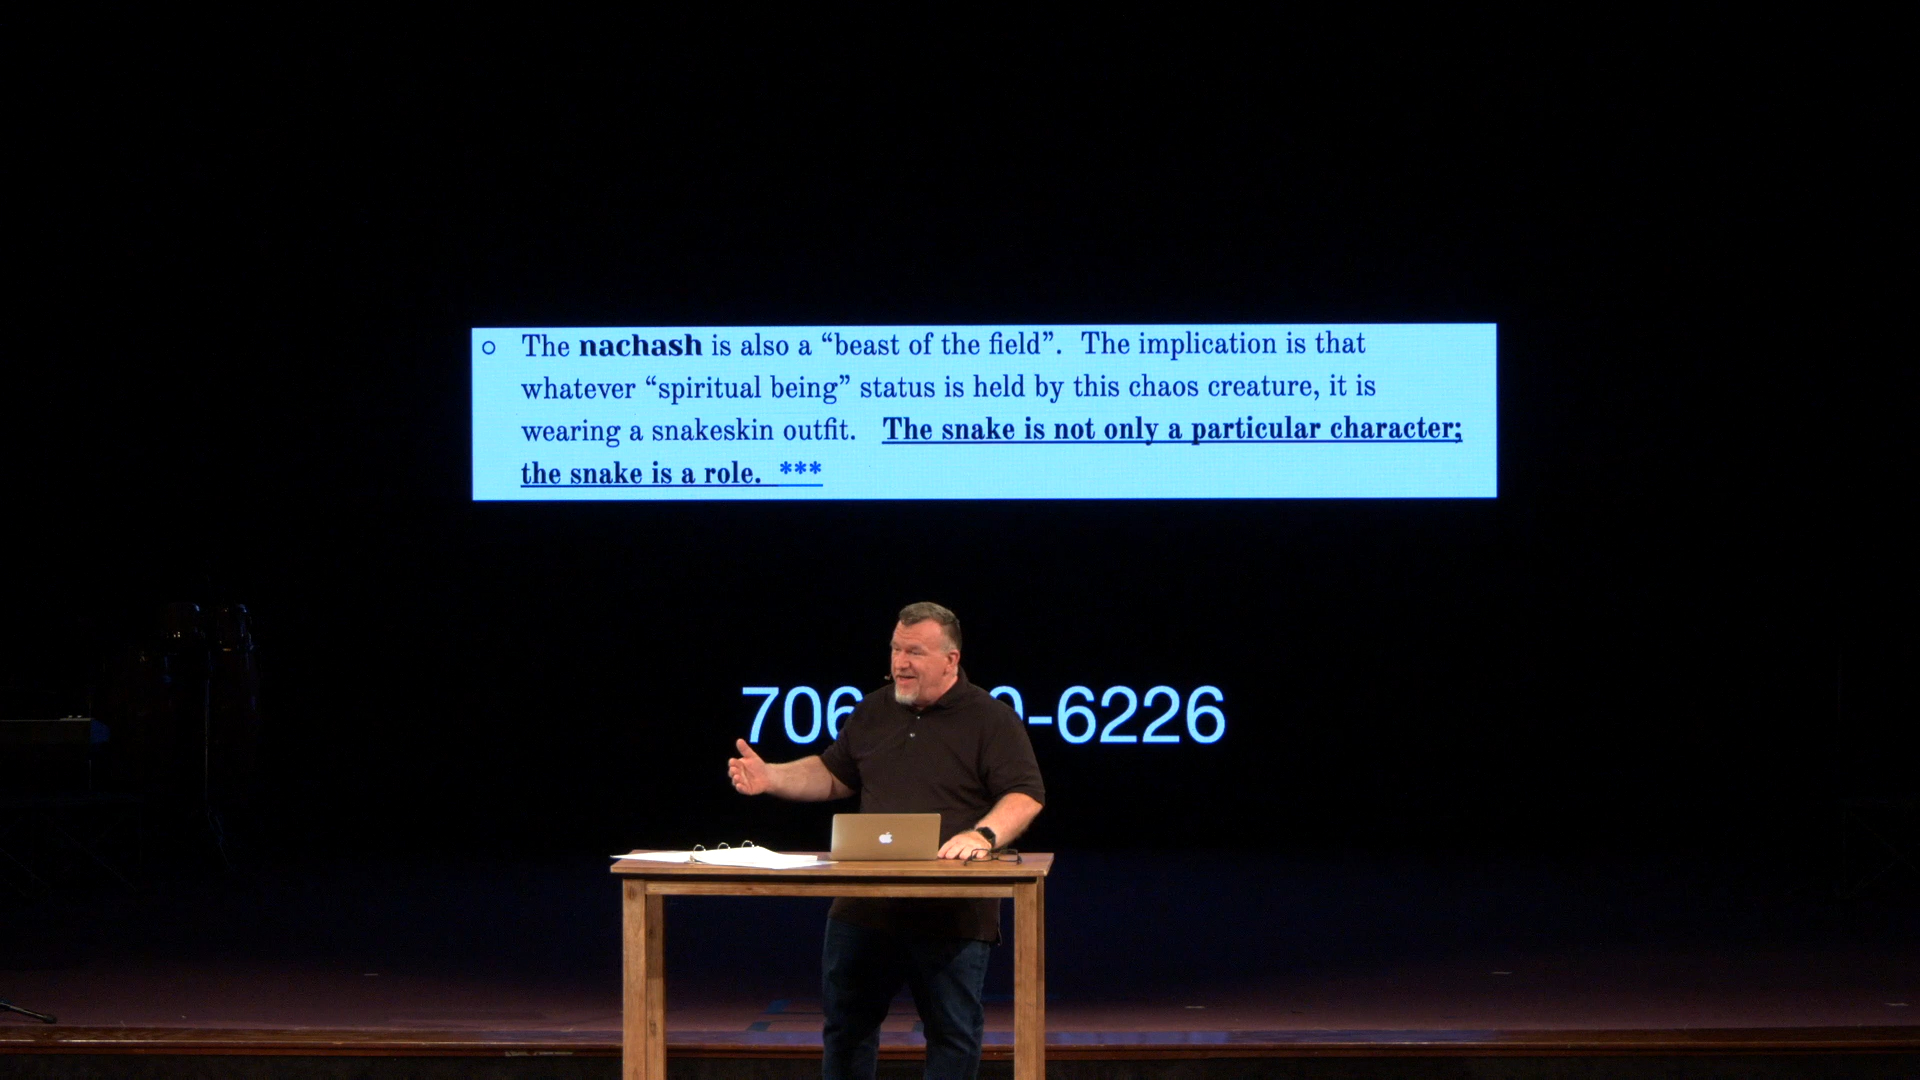 ○ The nachash is also a “beast of the field”. The implication is that
whatever “spiritual being” status is held by this chaos creature, it is
wearing a snakeskin outfit. The snake is not only a particular character;
the snake is a role. ***
706 -6226